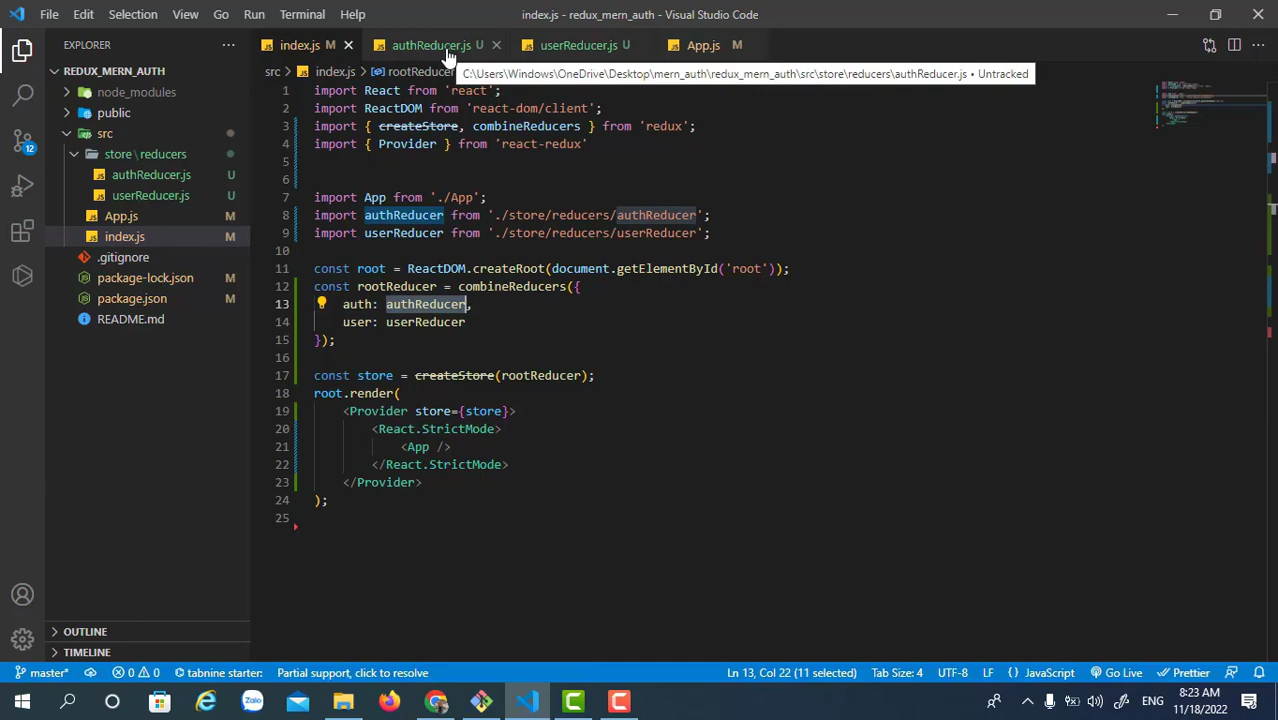 File Edit Selection View Go Run Terminal Help
index.js - redux_mern_auth - Visual Studio Code
EXPLORER
index.js M
authReducer.js U
userReducer.js U
App.js M
REDUX_MERN_AUTH
node_modules
public
src
store\reducers
authReducer.js U
userReducer.js U
App.js M
index.js M
.gitignore
package-lock.json M
package.json M
README.md
OUTLINE
TIMELINE
12
src > index.js > rootReducer
C:\Users\Windows\OneDrive\Desktop\mern_auth\redux_mern_auth\src\store\reducers\authReducer.js • Untracked
1 import React from 'react';
2 import ReactDOM from 'react-dom/client';
3 import { createStore, combineReducers } from 'redux';
4 import { Provider } from 'react-redux'
5
6
7 import App from './App';
8 import authReducer from './store/reducers/authReducer';
9 import userReducer from './store/reducers/userReducer';
10
11 const root = ReactDOM.createRoot(document.getElementById('root'));
12 const rootReducer = combineReducers({
13 auth: authReducer,
14 user: userReducer
15 });
16
17 const store = createStore(rootReducer);
18 root.render(
19 <Provider store={store}>
20 <React.StrictMode>
21 <App />
22 </React.StrictMode>
23 </Provider>
24 );
25
master* 0 0 tabnine starter: Partial support, click to resolve
Ln 13, Col 22 (11 selected) Tab Size: 4 UTF-8 LF { } JavaScript Go Live Prettier
Zalo
ENG
8:23 AM
11/18/2022